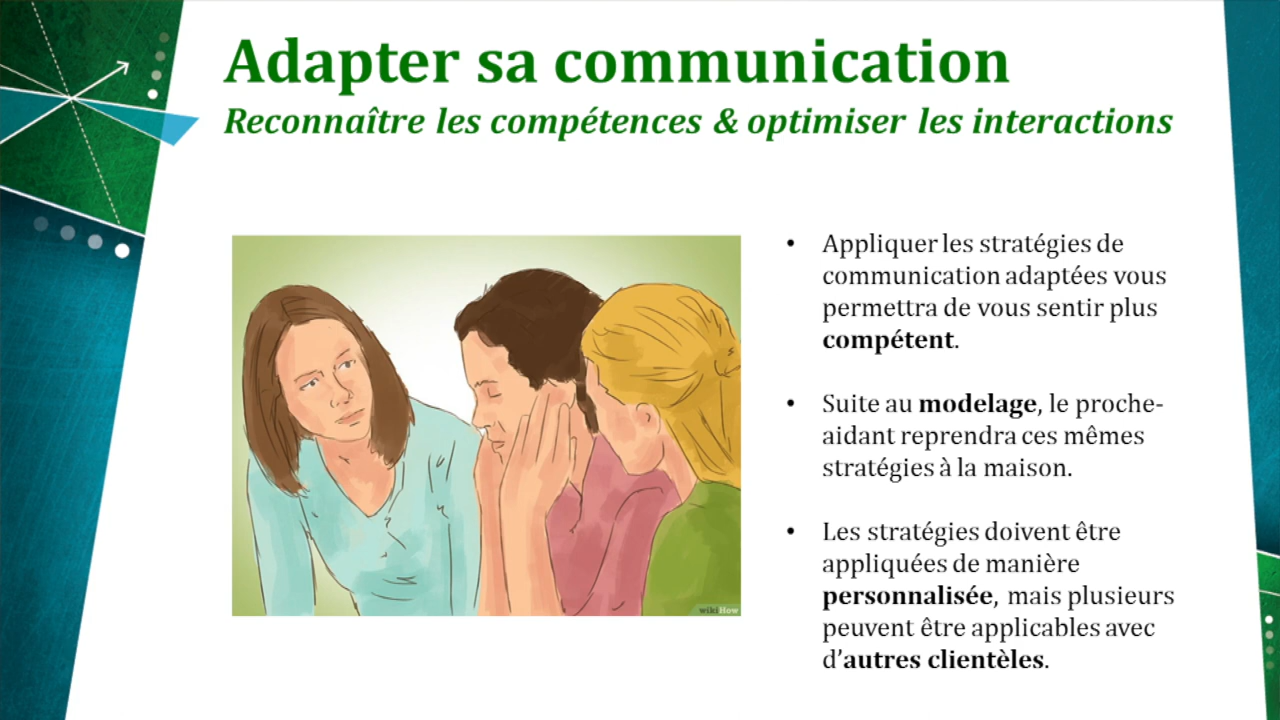 Adapter sa communication
Reconnaître les compétences & optimiser les interactions
• Appliquer les stratégies de
communication adaptées vous
permettra de vous sentir plus
compétent.
• Suite au modelage, le proche-
aidant reprendra ces mêmes
stratégies à la maison.
• Les stratégies doivent être
appliquées de manière
personnalisée, mais plusieurs
peuvent être applicables avec
d'autres clientèles.
wikiHow